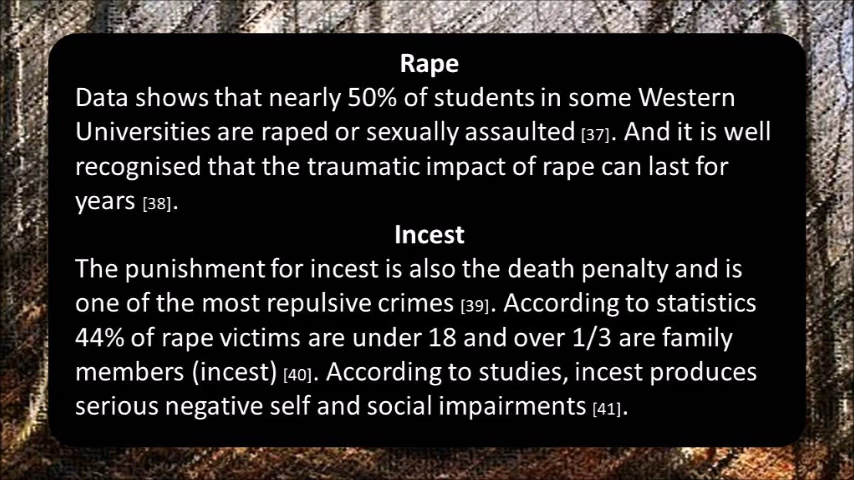 Rape
Data shows that nearly 50% of students in some Western
Universities are raped or sexually assaulted [37]. And it is well
recognised that the traumatic impact of rape can last for
years [38].
Incest
The punishment for incest is also the death penalty and is
one of the most repulsive crimes [39]. According to statistics
44% of rape victims are under 18 and over 1/3 are family
members (incest) [40]. According to studies, incest produces
serious negative self and social impairments [41].